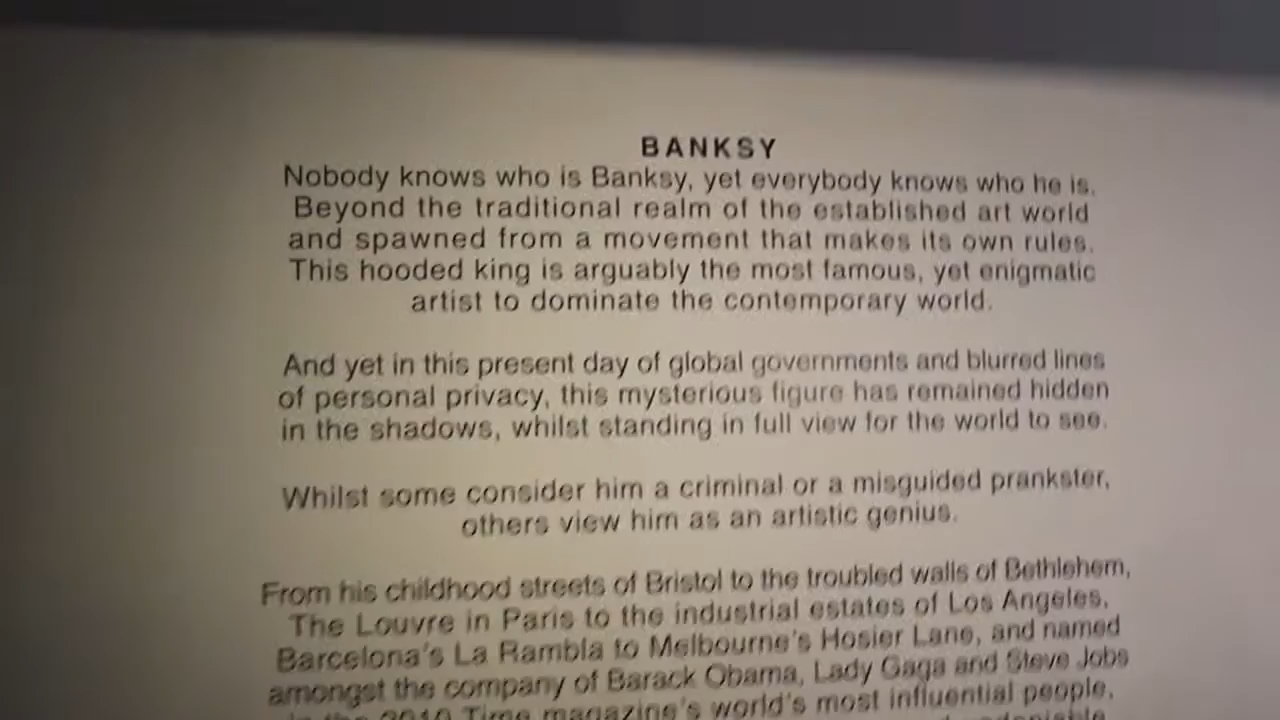 BANKSY
Nobody knows who is Banksy, yet everybody knows who he is.
Beyond the traditional realm of the established art world
and spawned from a movement that makes its own rules.
This hooded king is arguably the most famous, yet enigmatic
artist to dominate the contemporary world.
And yet in this present day of global governments and blurred lines
of personal privacy, this mysterious figure has remained hidden
in the shadows, whilst standing in full view for the world to see.
Whilst some consider him a criminal or a misguided prankster,
others view him as an artistic genius.
From his childhood streets of Bristol to the troubled walls of Bethlehem,
The Louvre in Paris to the industrial estates of Los Angeles,
Barcelona's La Rambla to Melbourne's Hosier Lane, and named
amongst the company of Barack Obama, Lady Gaga and Steve Jobs
in the 2010 Time magazine's world's most influential people,